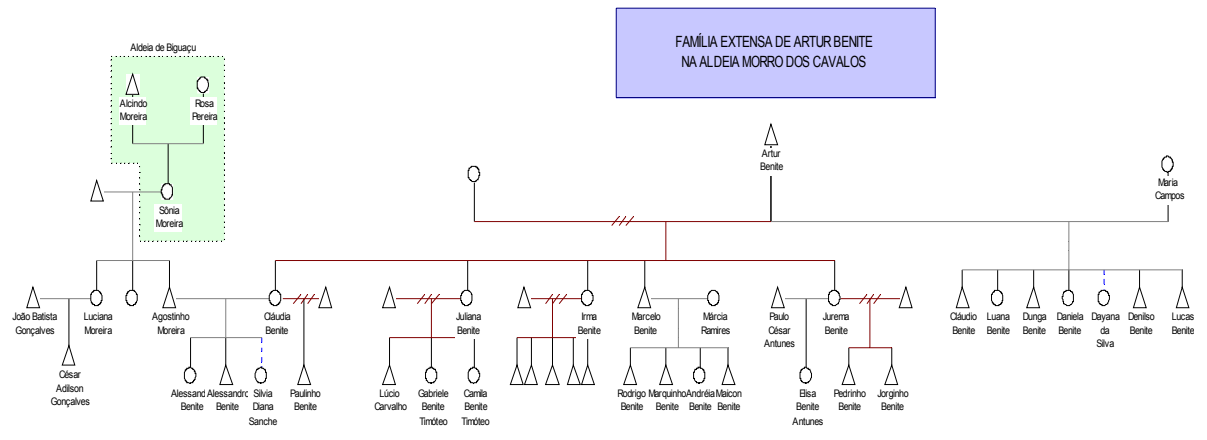 FAMÍLIA EXTENSA DE ARTUR BENITE
NA ALDEIA MORRO DOS CAVALOS
Aldeia de Biguaçu
Alcindo
Moreira
Rosa
Pereira
Artur
Benite
Maria
Campos
Sônia
Moreira
João Batista
Gonçalves
Luciana
Moreira
Agostinho
Moreira
Cláudia
Benite
Juliana
Benite
Irma
Benite
Marcelo
Benite
Márcia
Ramires
Paulo
César
Antunes
Jurema
Benite
Cláudio
Benite
Luana
Benite
Dunga
Benite
Daniela
Benite
Dayana
da
Silva
Denilso
Benite
Lucas
Benite
César
Adilson
Gonçalves
Alessand
Benite
Alessandro
Benite
Silvia
Diana
Sanche
Paulinho
Benite
Lúcio
Carvalho
Gabriele
Benite
Timóteo
Camila
Benite
Timóteo
Rodrigo
Benite
Marquinho
Benite
Andréia
Benite
Maicon
Benite
Elisa
Benite
Antunes
Pedrinho
Benite
Jorginho
Benite